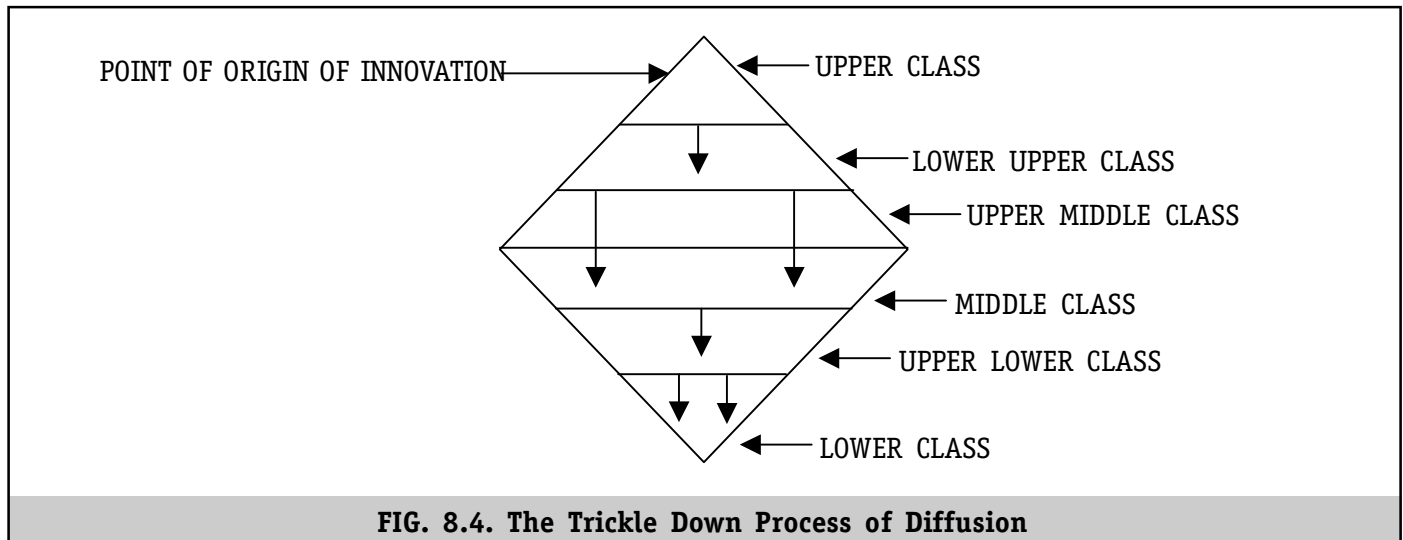 POINT OF ORIGIN OF INNOVATION
UPPER CLASS
LOWER UPPER CLASS
UPPER MIDDLE CLASS
MIDDLE CLASS
UPPER LOWER CLASS
LOWER CLASS
FIG. 8.4. The Trickle Down Process of Diffusion